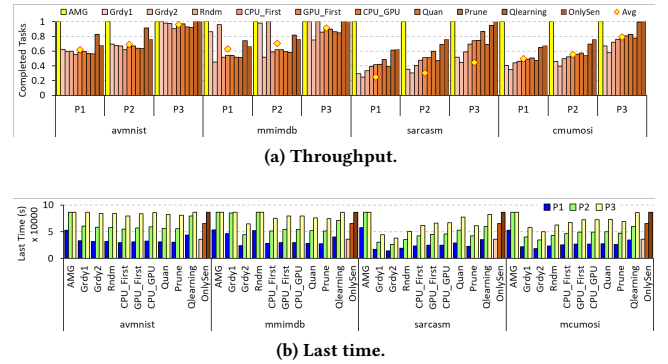 AMG Grdy1 Grdy2 Rndm CPU_First GPU_First CPU_GPU Quan Prune Qlearning OnlySen Avg
Completed Tasks
1
0.8
0.6
0.4
0.2
0
P1 P2 P3 P1 P2 P3 P1 P2 P3 P1 P2 P3
avmnist mmimdb sarcasm cmumosi
(a) Throughput.
Last Time (s)
x 10000
10
5
0
P1 P2 P3
AMG Grdy1 Grdy2 Rndm CPU_First GPU_First CPU_GPU Quan Prune Qlearning OnlySen AMG Grdy1 Grdy2 Rndm CPU_First GPU_First CPU_GPU Quan Prune Qlearning OnlySen AMG Grdy1 Grdy2 Rndm CPU_First GPU_First CPU_GPU Quan Prune Qlearning OnlySen AMG Grdy1 Grdy2 Rndm CPU_First GPU_First CPU_GPU Quan Prune Qlearning OnlySen
avmnist mmimdb sarcasm mcumosi
(b) Last time.